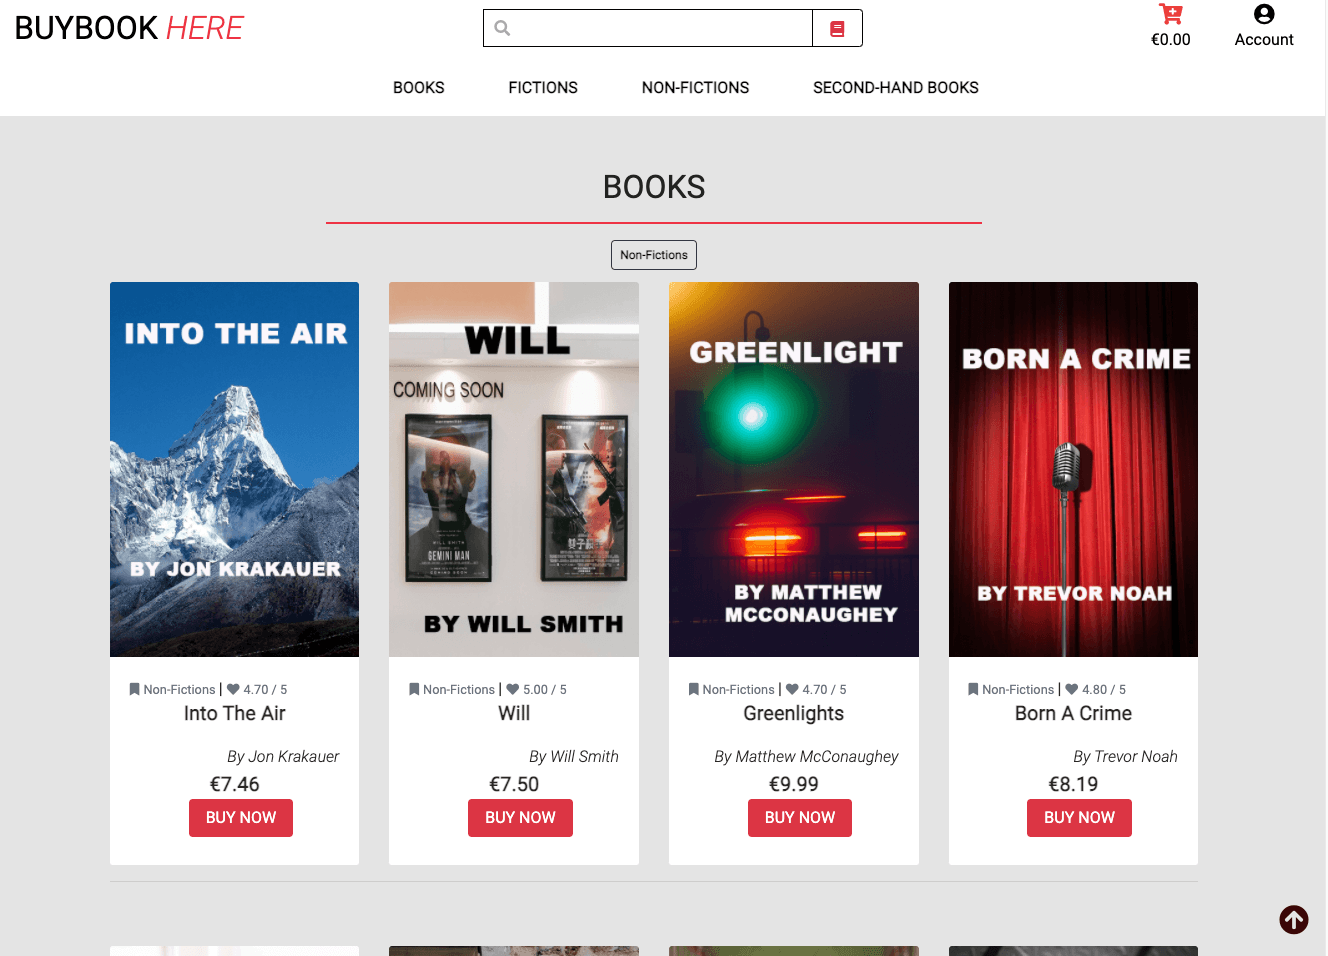 BUYBOOK HERE
€0.00
Account
BOOKS
FICTIONS
NON-FICTIONS
SECOND-HAND BOOKS
BOOKS
Non-Fictions
INTO THE AIR
BY JON KRAKAUER
Non-Fictions | 4.70 / 5
Into The Air
By Jon Krakauer
€7.46
BUY NOW
WILL
COMING SOON
WILL SMITH
GEMINI MAN
COMING SOON
BY WILL SMITH
Non-Fictions | 5.00 / 5
Will
By Will Smith
€7.50
BUY NOW
GREENLIGHT
BY MATTHEW
MCCONAUGHEY
Non-Fictions | 4.70 / 5
Greenlights
By Matthew McConaughey
€9.99
BUY NOW
BORN A CRIME
BY TREVOR NOAH
Non-Fictions | 4.80 / 5
Born A Crime
By Trevor Noah
€8.19
BUY NOW